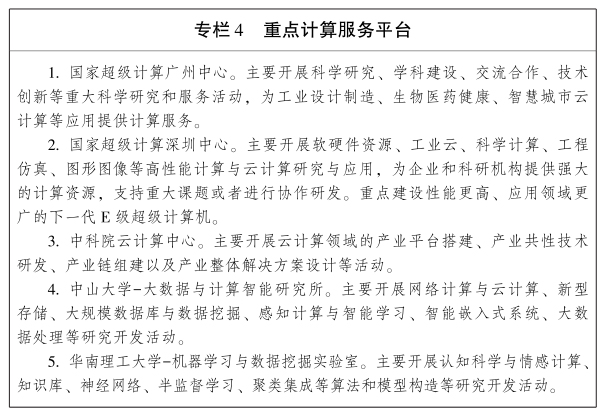 专栏 4 重点计算服务平台
1. 国家超级计算广州中心。主要开展科学研究、学科建设、交流合作、技术
创新等重大科学研究和服务活动，为工业设计制造、生物医药健康、智慧城市云
计算等应用提供计算服务。
2. 国家超级计算深圳中心。主要开展软硬件资源、工业云、科学计算、工程
仿真、图形图像等高性能计算与云计算研究与应用，为企业和科研机构提供强大
的计算资源，支持重大课题或者进行协作研发。重点建设性能更高、应用领域更
广的下一代 E 级超级计算机。
3. 中科院云计算中心。主要开展云计算领域的产业平台搭建、产业共性技术
研发、产业链组建以及产业整体解决方案设计等活动。
4. 中山大学-大数据与计算智能研究所。主要开展网络计算与云计算、新型
存储、大规模数据库与数据挖掘、感知计算与智能学习、智能嵌入式系统、大数
据处理等研究开发活动。
5. 华南理工大学-机器学习与数据挖掘实验室。主要开展认知科学与情感计算、
知识库、神经网络、半监督学习、聚类集成等算法和模型构造等研究开发活动。